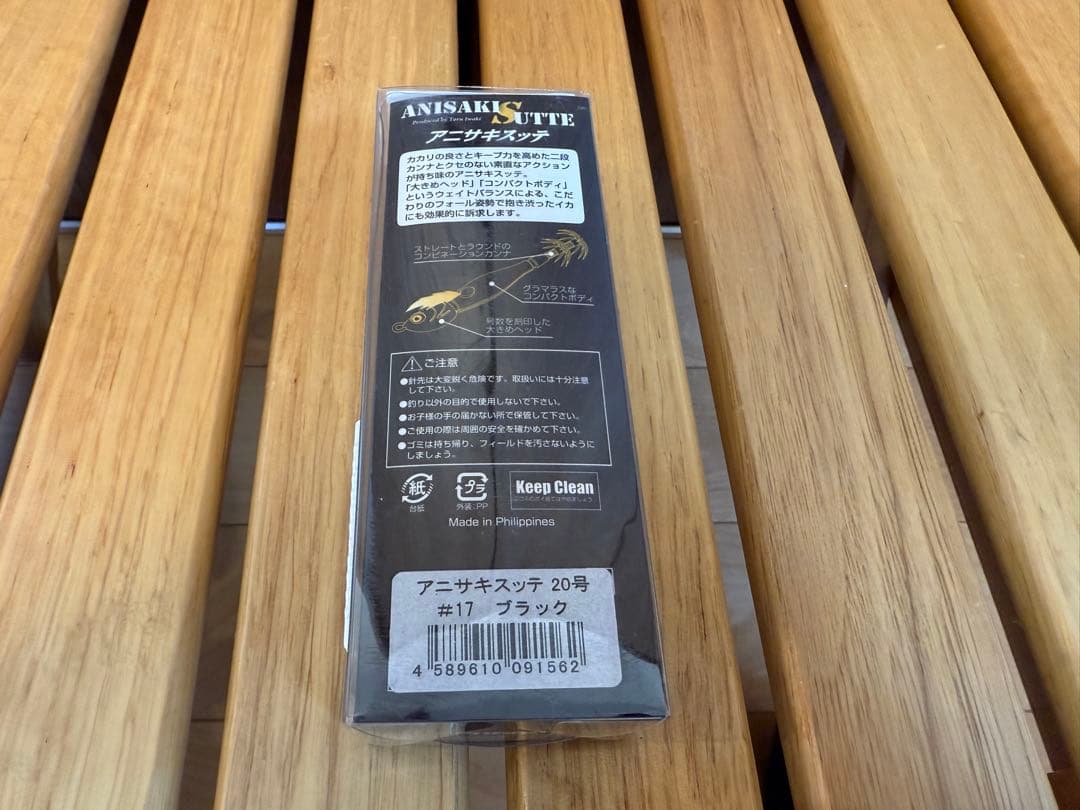 ANISAKI SUTTE
Produced by Toru Iwaki
アニサキスッテ
カカリの良さとキープ力を高めた二段
カンナとクセのない素直なアクション
が持ち味のアニサキスッテ。
「大きめヘッド」「コンパクトボディ」
というウェイトバランスによる、こだ
わりのフォール姿勢で抱き渋ったイカ
にも効果的に訴求します。
ストレートとラウンドの
コンビネーションカンナ
グラマラスな
コンパクトボディ
号数を刻印した
大きめヘッド
ご注意
●針先は大変鋭く危険です。取扱いには十分注意
して下さい。
●釣り以外の目的で使用しないで下さい。
●お子様の手の届かない所で保管して下さい。
●ご使用の際は周囲の安全を確かめて下さい。
●ゴミは持ち帰り、フィールドを汚さないように
しましょう。
紙
台紙
プラ
外装:PP
Keep Clean
Made in Philippines
アニサキスッテ 20号
#17 ブラック
4 589610 091562